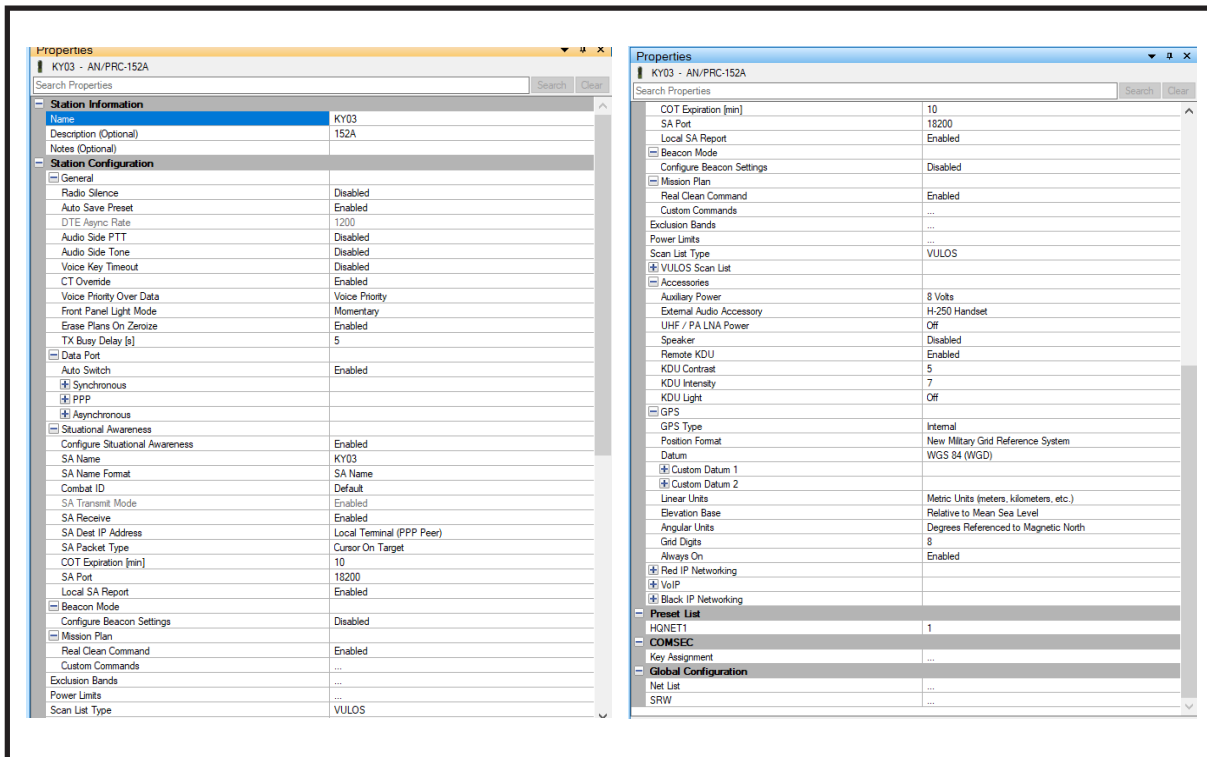 Properties
KY03 - AN/PRC-152A
Search Properties Search Clear
Station Information
Name KY03
Description (Optional) 152A
Notes (Optional)
Station Configuration
General
Radio Silence Disabled
Auto Save Preset Enabled
DTE Async Rate 1200
Audio Side PTT Disabled
Audio Side Tone Disabled
Voice Key Timeout Disabled
CT Override Enabled
Voice Priority Over Data Voice Priority
Front Panel Light Mode Momentary
Erase Plans On Zeroize Enabled
TX Busy Delay [s] 5
Data Port
Auto Switch Enabled
Synchronous
PPP
Asynchronous
Situational Awareness
Configure Situational Awareness Enabled
SA Name KY03
SA Name Format SA Name
Combat ID Default
SA Transmit Mode Enabled
SA Receive Enabled
SA Dest IP Address Local Terminal (PPP Peer)
SA Packet Type Cursor On Target
COT Expiration [min] 10
SA Port 18200
Local SA Report Enabled
Beacon Mode
Configure Beacon Settings Disabled
Mission Plan
Real Clean Command Enabled
Custom Commands ...
Exclusion Bands ...
Power Limits ...
Scan List Type VULOS
Properties
KY03 - AN/PRC-152A
Search Properties Search Clear
COT Expiration [min] 10
SA Port 18200
Local SA Report Enabled
Beacon Mode
Configure Beacon Settings Disabled
Mission Plan
Real Clean Command Enabled
Custom Commands ...
Exclusion Bands ...
Power Limits ...
Scan List Type VULOS
VULOS Scan List
Accessories
Auxiliary Power 8 Volts
External Audio Accessory H-250 Handset
UHF / PA LNA Power Off
Speaker Disabled
Remote KDU Enabled
KDU Contrast 5
KDU Intensity 7
KDU Light Off
GPS
GPS Type Internal
Position Format New Military Grid Reference System
Datum WGS 84 (WGD)
Custom Datum 1
Custom Datum 2
Linear Units Metric Units (meters, kilometers, etc.)
Elevation Base Relative to Mean Sea Level
Angular Units Degrees Referenced to Magnetic North
Grid Digits 8
Always On Enabled
Red IP Networking
VoIP
Black IP Networking
Preset List
HQNET1 1
COMSEC
Key Assignment ...
Global Configuration
Net List ...
SRW ...